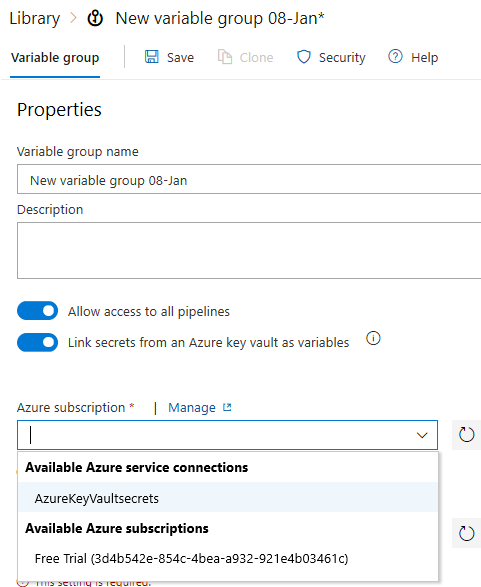 Library > New variable group 08-Jan*
Variable group Save Clone Security Help
Properties
Variable group name
New variable group 08-Jan
Description
Allow access to all pipelines
Link secrets from an Azure key vault as variables
Azure subscription * | Manage
Available Azure service connections
AzureKeyVaultsecrets
Available Azure subscriptions
Free Trial (3d4b542e-854c-4bea-a932-921e4b03461c)
This setting is required.